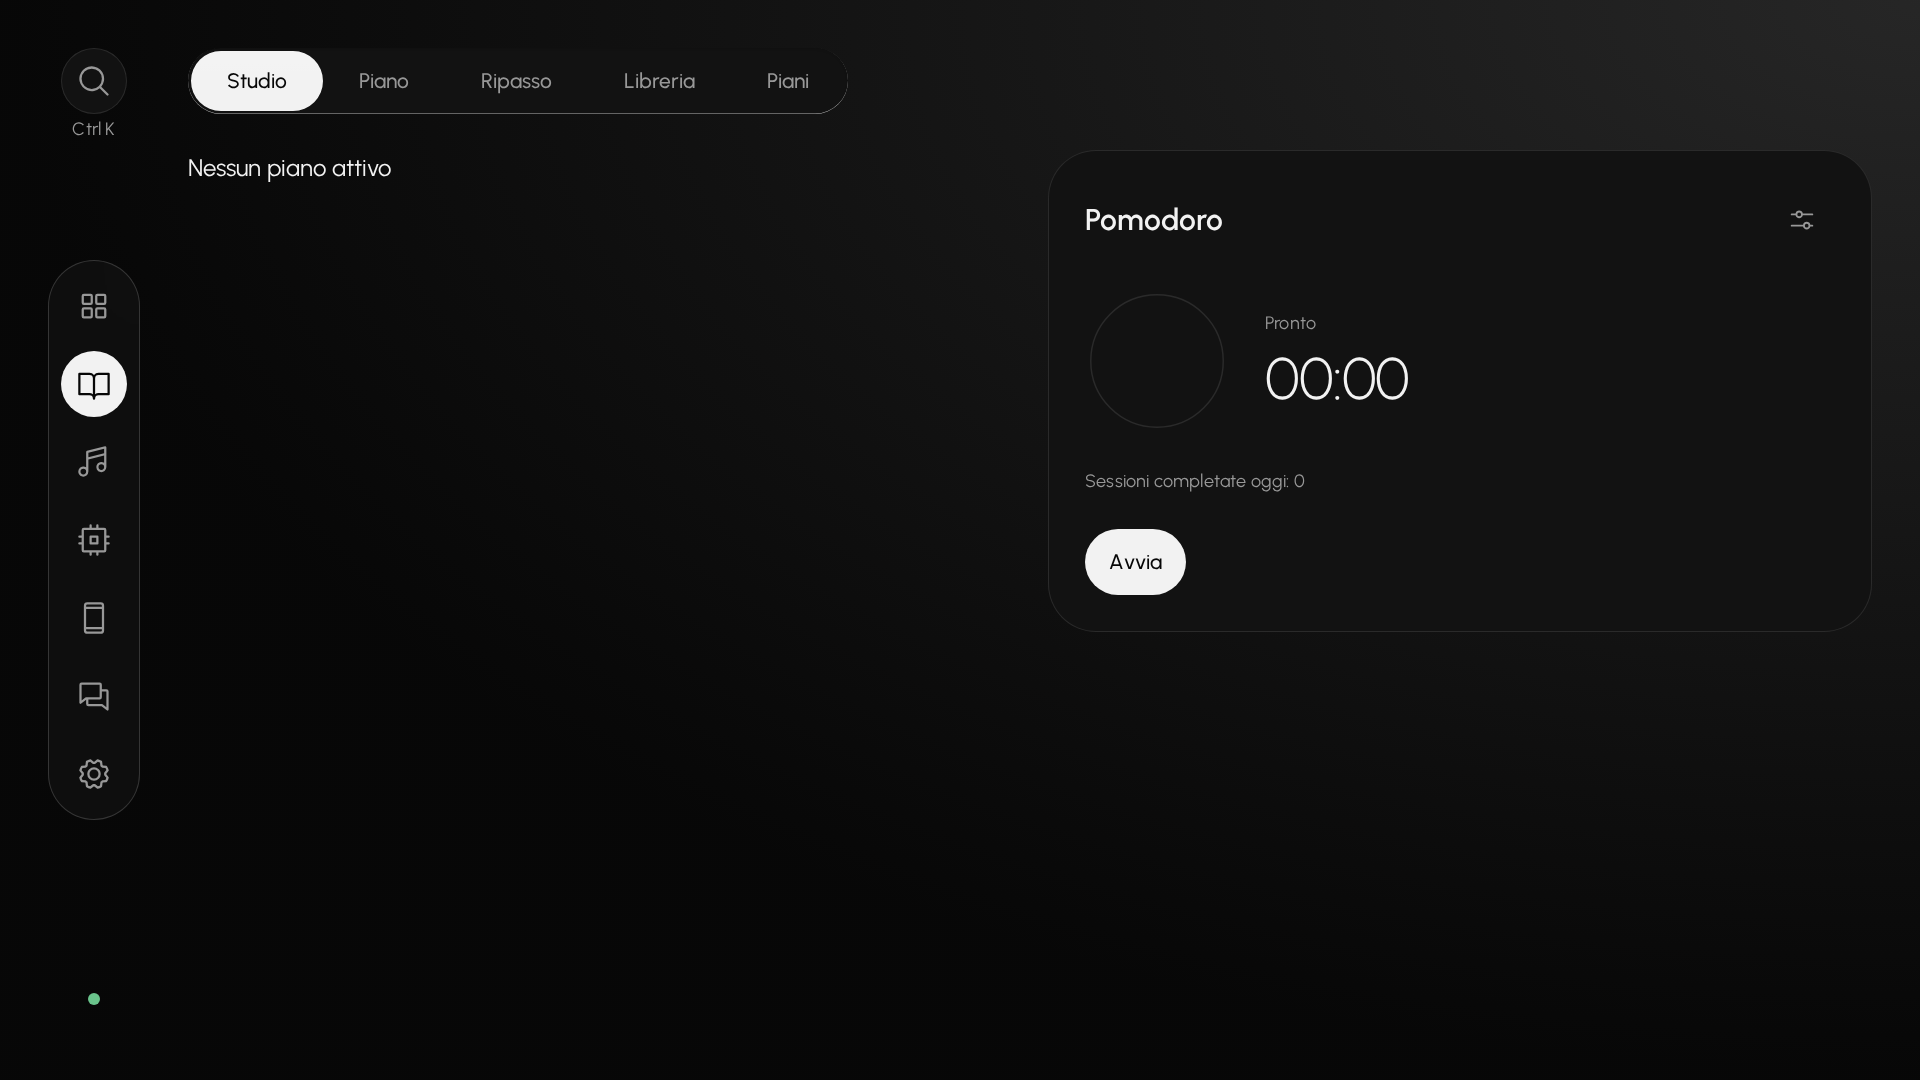 Studio Piano Ripasso Libreria Piani
Ctrl K
Nessun piano attivo
Pomodoro
Pronto
00:00
Sessioni completate oggi: 0
Avvia